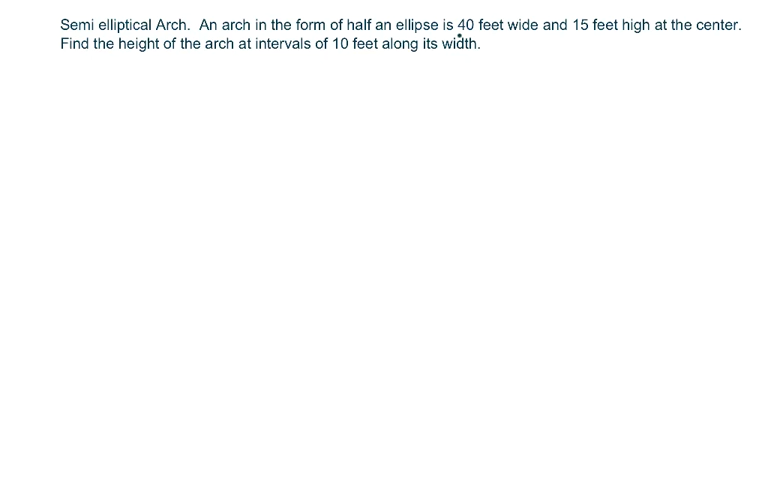 Semi elliptical Arch.  An arch in the form of half an ellipse is 40 feet wide and 15 feet high at the center.
Find the height of the arch at intervals of 10 feet along its width.